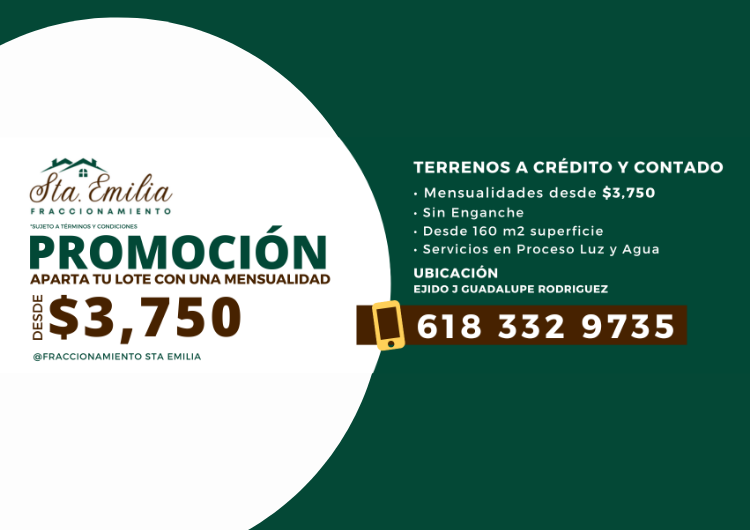 Sta. Emilia
FRACCIONAMIENTO
*SUJETO A TÉRMINOS Y CONDICIONES
PROMOCIÓN
APARTA TU LOTE CON UNA MENSUALIDAD
DESDE
$3,750
@FRACCIONAMIENTO STA EMILIA
TERRENOS A CRÉDITO Y CONTADO
• Mensualidades desde $3,750
• Sin Enganche
• Desde 160 m2 superficie
• Servicios en Proceso Luz y Agua
UBICACIÓN
EJIDO J GUADALUPE RODRIGUEZ
618 332 9735